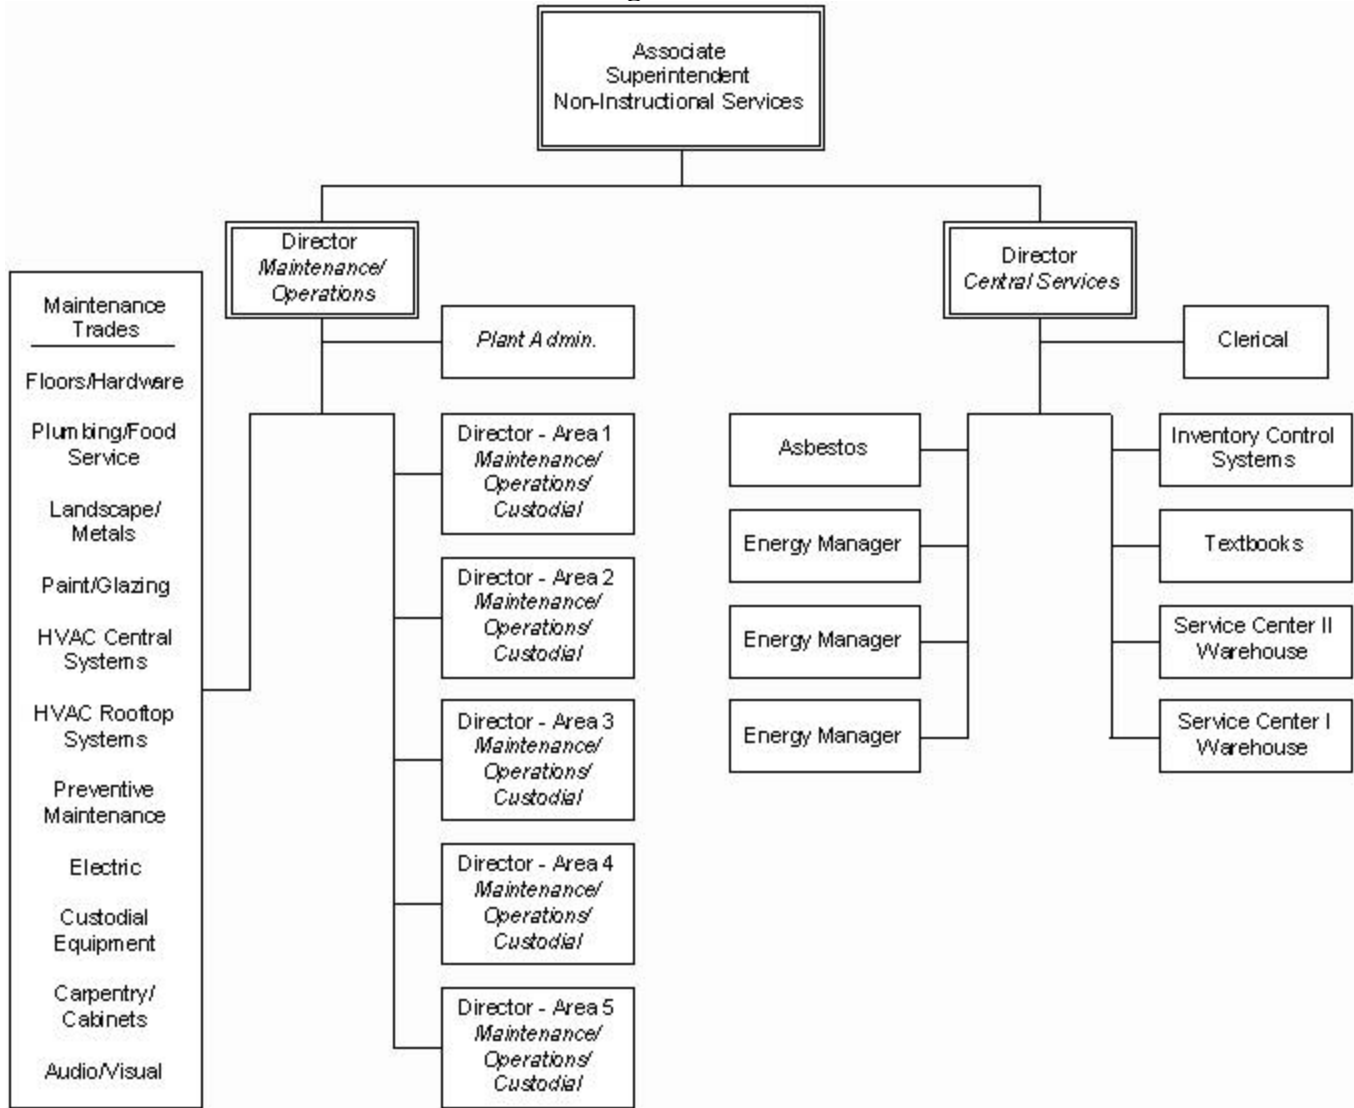 Associate
Superintendent
Non-Instructional Services
Director
Maintenance/
Operations
Director
Central Services
Maintenance
Trades
Floors/Hardware
Plumbing/Food
Service
Landscape/
Metals
Paint/Glazing
HVAC Central
Systems
HVAC Rooftop
Systems
Preventive
Maintenance
Electric
Custodial
Equipment
Carpentry/
Cabinets
Audio/Visual
Plant Admin.
Director - Area 1
Maintenance/
Operations/
Custodial
Director - Area 2
Maintenance/
Operations/
Custodial
Director - Area 3
Maintenance/
Operations/
Custodial
Director - Area 4
Maintenance/
Operations/
Custodial
Director - Area 5
Maintenance/
Operations/
Custodial
Clerical
Asbestos
Energy Manager
Energy Manager
Energy Manager
Inventory Control
Systems
Textbooks
Service Center II
Warehouse
Service Center I
Warehouse